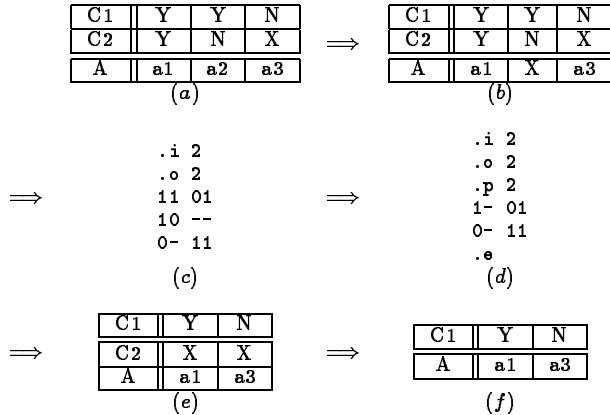 C1 Y Y N
C2 Y N X
A a1 a2 a3
(a)
⟹
C1 Y Y N
C2 Y N X
A a1 X a3
(b)
⟹
.i 2
.o 2
11 01
10 --
0- 11
(c)
⟹
.i 2
.o 2
.p 2
1- 01
0- 11
.e
(d)
⟹
C1 Y N
C2 X X
A a1 a3
(e)
⟹
C1 Y N
A a1 a3
(f)